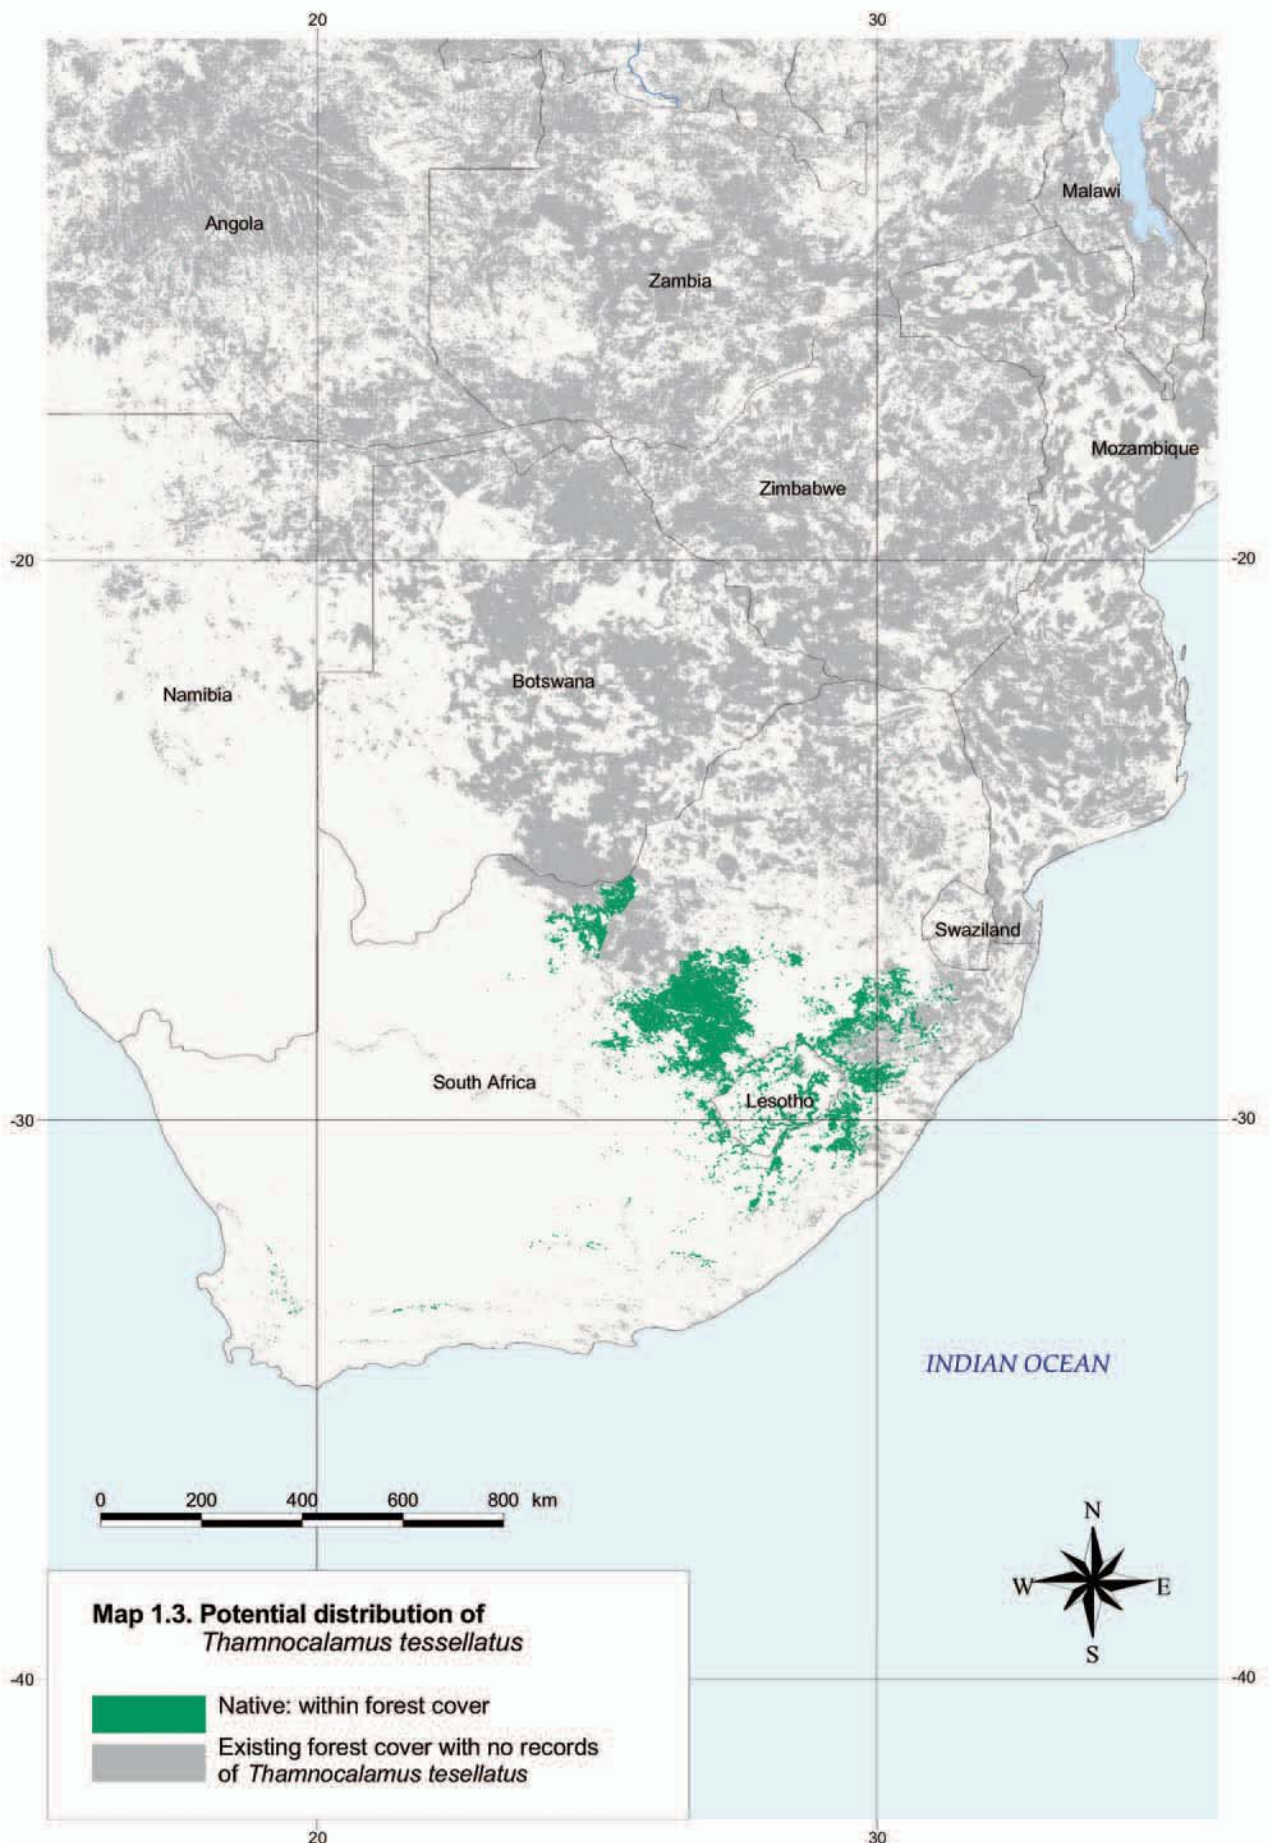 20 30
Malawi
Angola
Zambia
Mozambique
Zimbabwe
-20 -20
Botswana
Namibia
Swaziland
South Africa
Lesotho
-30 -30
INDIAN OCEAN
0 200 400 600 800 km
N
W E
S
Map 1.3. Potential distribution of
Thamnocalamus tessellatus
-40 -40
Native: within forest cover
Existing forest cover with no records
of Thamnocalamus tesellatus
20 30